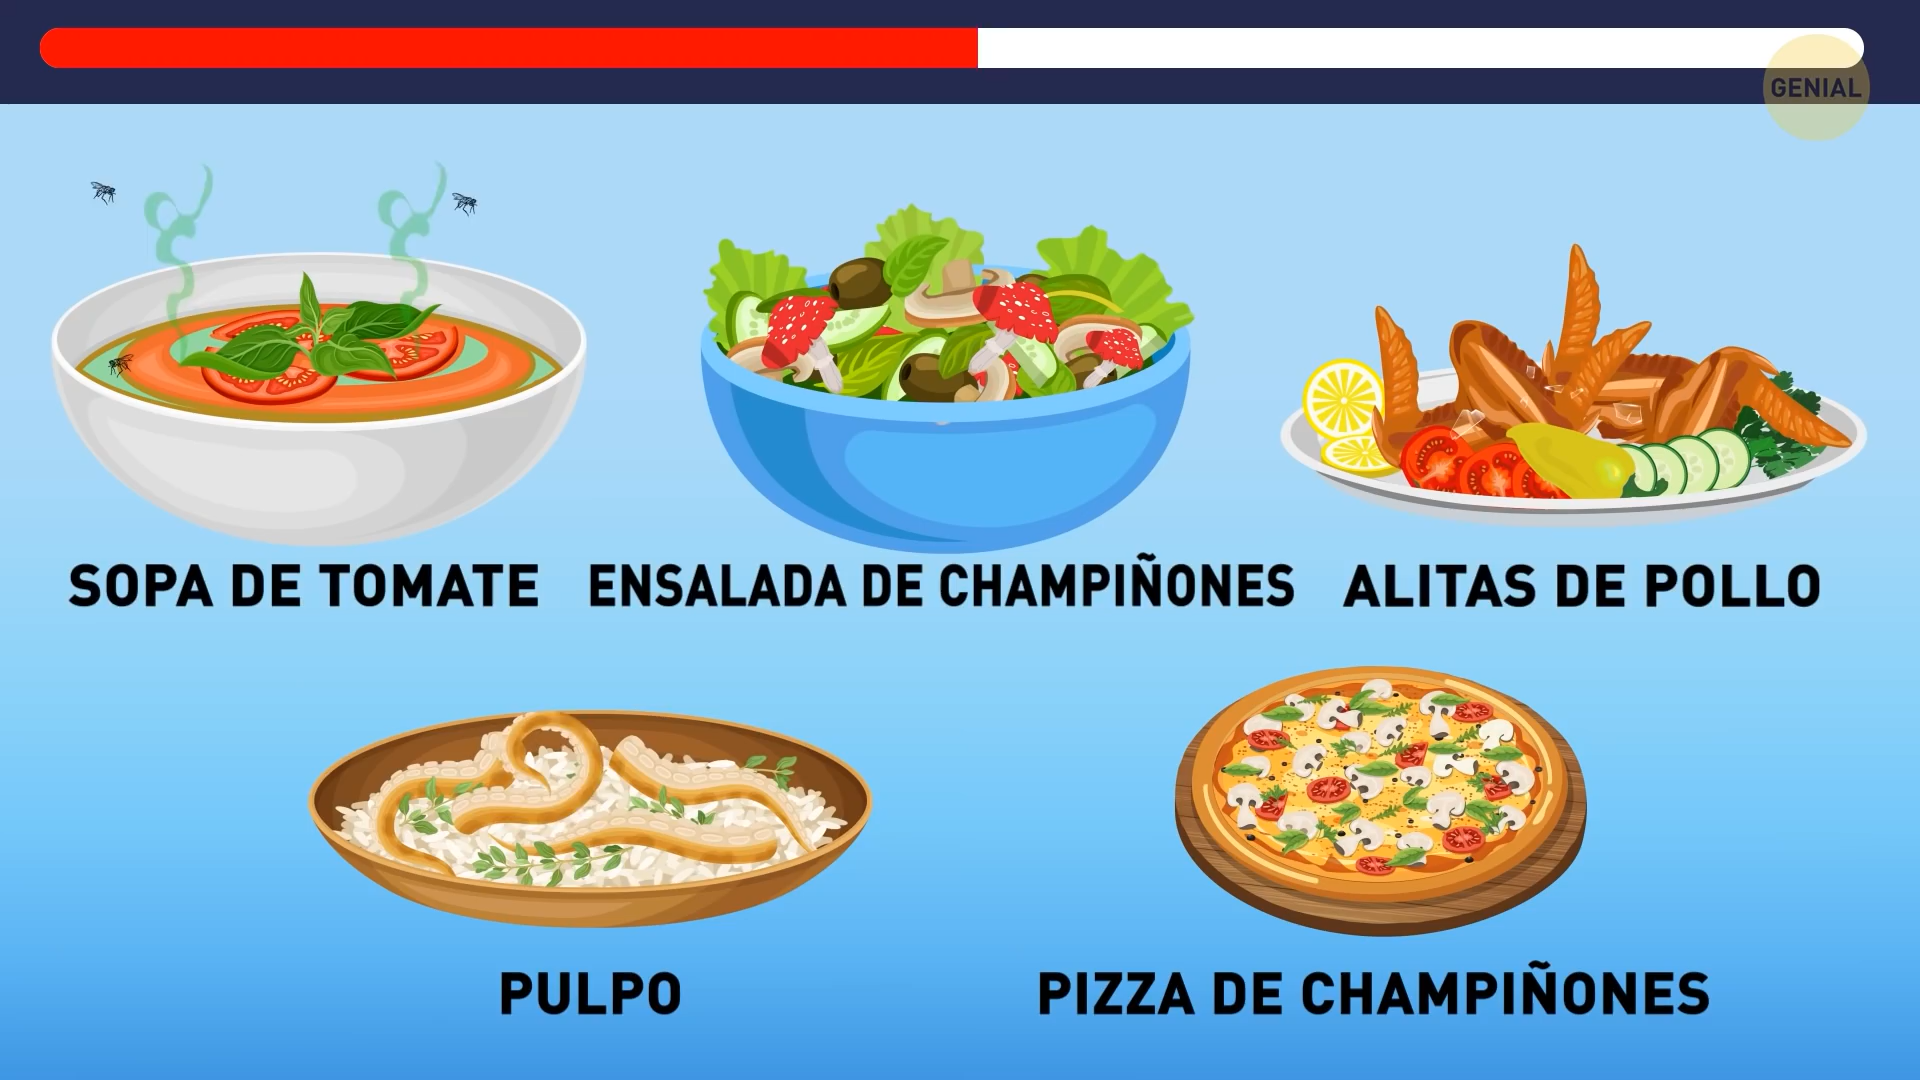 GENIAL
SOPA DE TOMATE
ENSALADA DE CHAMPIÑONES
ALITAS DE POLLO
PULPO
PIZZA DE CHAMPIÑONES